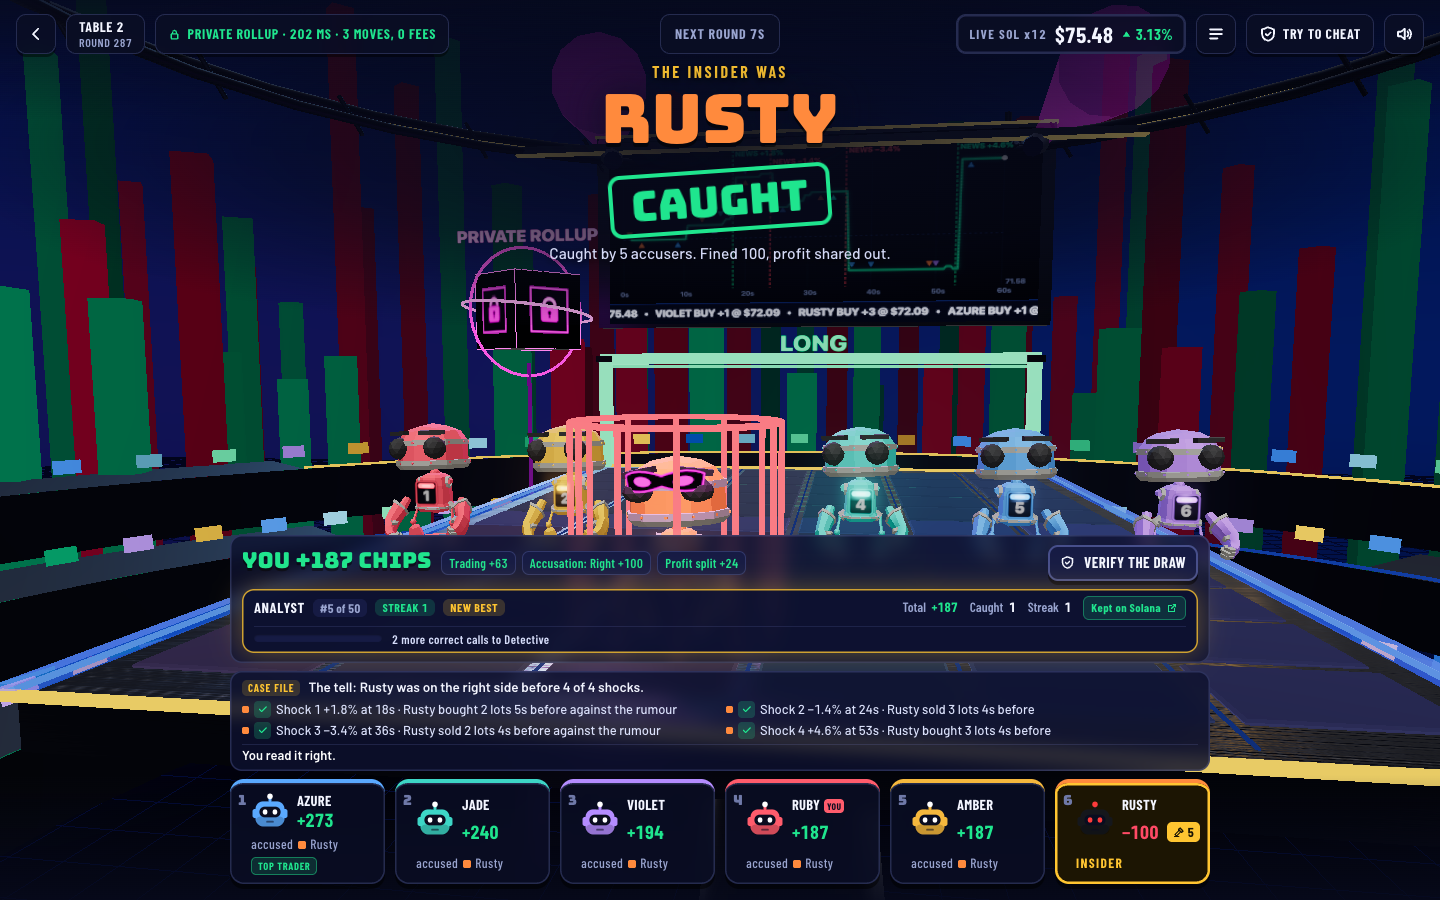 TABLE 2
ROUND 287
PRIVATE ROLLUP · 202 MS · 3 MOVES, 0 FEES
NEXT ROUND 7S
LIVE SOL x12 $75.48 3.13%
TRY TO CHEAT
THE INSIDER WAS
RUSTY
CAUGHT
Caught by 5 accusers. Fined 100, profit shared out.
PRIVATE ROLLUP
71.58
0s 10s 20s 30s 40s 50s 60s
75.48 • VIOLET BUY +1 @ $72.09 • RUSTY BUY +3 @ $72.09 • AZURE BUY +1 @
LONG
1
2
4
5
6
YOU +187 CHIPS
Trading +63
Accusation: Right +100
Profit split +24
VERIFY THE DRAW
ANALYST #5 of 50 STREAK 1 NEW BEST
Total +187 Caught 1 Streak 1 Kept on Solana
2 more correct calls to Detective
CASE FILE The tell: Rusty was on the right side before 4 of 4 shocks.
Shock 1 +1.8% at 18s · Rusty bought 2 lots 5s before against the rumour
Shock 2 −1.4% at 24s · Rusty sold 3 lots 4s before
Shock 3 −3.4% at 36s · Rusty sold 2 lots 4s before against the rumour
Shock 4 +4.6% at 53s · Rusty bought 3 lots 4s before
You read it right.
1 AZURE
+273
accused Rusty
TOP TRADER
2 JADE
+240
accused Rusty
3 VIOLET
+194
accused Rusty
4 RUBY YOU
+187
accused Rusty
5 AMBER
+187
accused Rusty
6 RUSTY
−100 5
INSIDER